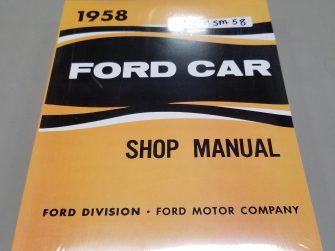 1958
sm 58
FORD CAR
SHOP MANUAL
FORD DIVISION · FORD MOTOR COMPANY